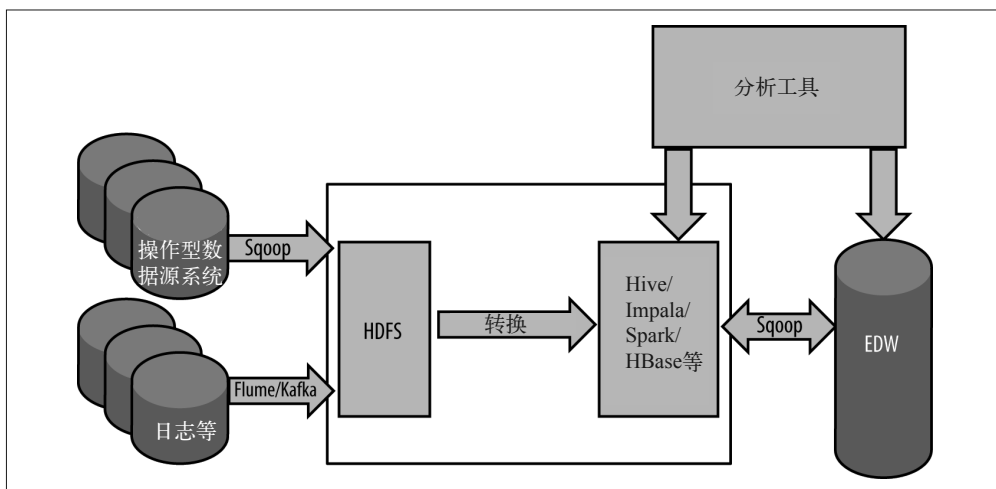 分析工具
操作型数
据源系统
Sqoop
HDFS
转换
Hive/
Impala/
Spark/
HBase等
Sqoop
EDW
Flume/Kafka
日志等